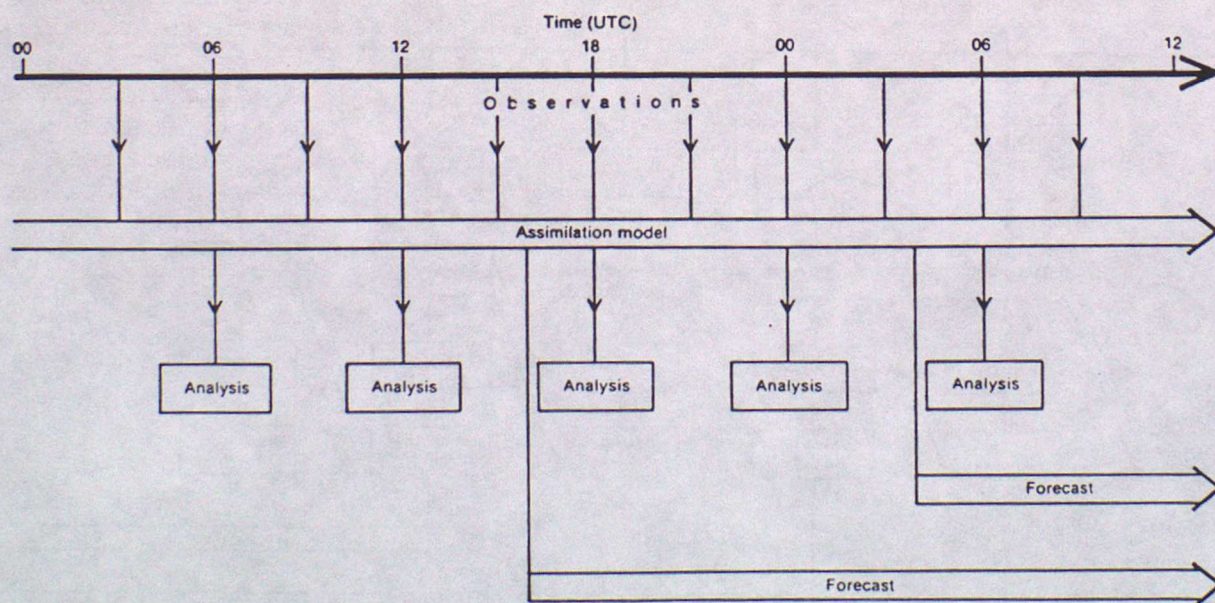 Time (UTC)
00 06 12 18 00 06 12
Observations
Assimilation model
Analysis Analysis Analysis Analysis Analysis
Forecast
Forecast